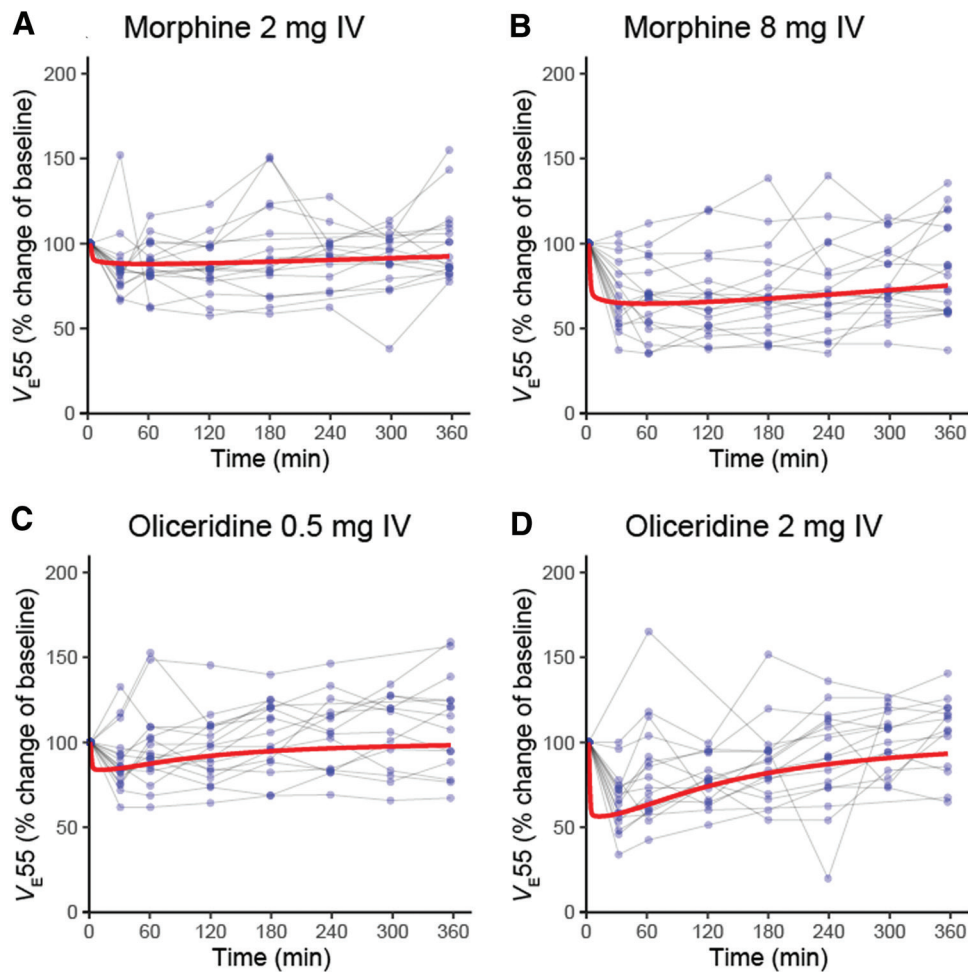 A Morphine 2 mg IV
V_E55 (% change of baseline)
200
150
100
50
0
0 60 120 180 240 300 360
Time (min)
B Morphine 8 mg IV
V_E55 (% change of baseline)
200
150
100
50
0
0 60 120 180 240 300 360
Time (min)
C Oliceridine 0.5 mg IV
V_E55 (% change of baseline)
200
150
100
50
0
0 60 120 180 240 300 360
Time (min)
D Oliceridine 2 mg IV
V_E55 (% change of baseline)
200
150
100
50
0
0 60 120 180 240 300 360
Time (min)